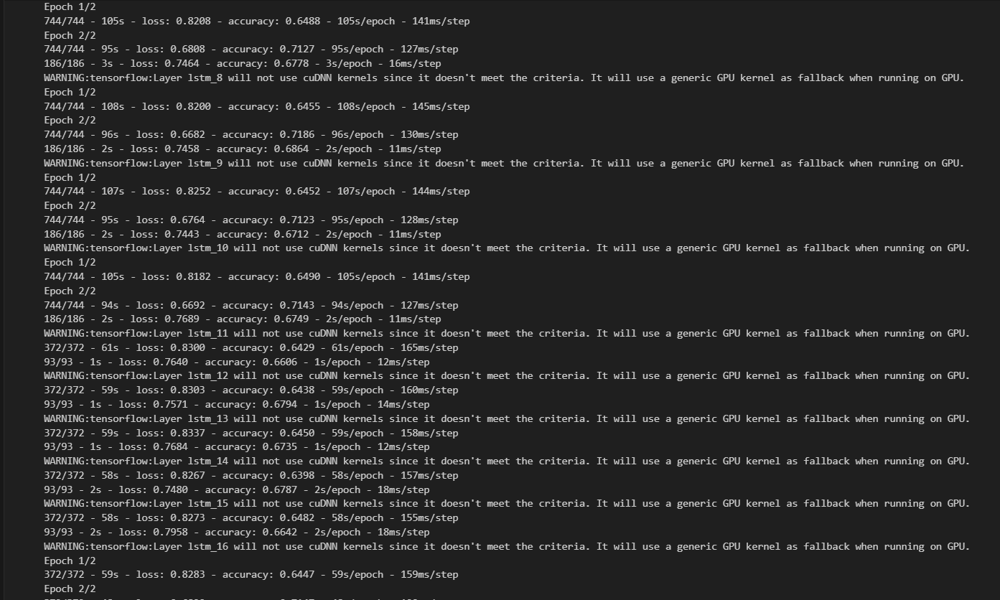 Epoch 1/2
744/744 - 105s - loss: 0.8208 - accuracy: 0.6488 - 105s/epoch - 141ms/step
Epoch 2/2
744/744 - 95s - loss: 0.6808 - accuracy: 0.7127 - 95s/epoch - 127ms/step
186/186 - 3s - loss: 0.7464 - accuracy: 0.6778 - 3s/epoch - 16ms/step
WARNING:tensorflow:Layer lstm_8 will not use cuDNN kernels since it doesn't meet the criteria. It will use a generic GPU kernel as fallback when running on GPU.
Epoch 1/2
744/744 - 108s - loss: 0.8200 - accuracy: 0.6455 - 108s/epoch - 145ms/step
Epoch 2/2
744/744 - 96s - loss: 0.6682 - accuracy: 0.7186 - 96s/epoch - 130ms/step
186/186 - 2s - loss: 0.7458 - accuracy: 0.6864 - 2s/epoch - 11ms/step
WARNING:tensorflow:Layer lstm_9 will not use cuDNN kernels since it doesn't meet the criteria. It will use a generic GPU kernel as fallback when running on GPU.
Epoch 1/2
744/744 - 107s - loss: 0.8252 - accuracy: 0.6452 - 107s/epoch - 144ms/step
Epoch 2/2
744/744 - 95s - loss: 0.6764 - accuracy: 0.7123 - 95s/epoch - 128ms/step
186/186 - 2s - loss: 0.7443 - accuracy: 0.6712 - 2s/epoch - 11ms/step
WARNING:tensorflow:Layer lstm_10 will not use cuDNN kernels since it doesn't meet the criteria. It will use a generic GPU kernel as fallback when running on GPU.
Epoch 1/2
744/744 - 105s - loss: 0.8182 - accuracy: 0.6490 - 105s/epoch - 141ms/step
Epoch 2/2
744/744 - 94s - loss: 0.6692 - accuracy: 0.7143 - 94s/epoch - 127ms/step
186/186 - 2s - loss: 0.7689 - accuracy: 0.6749 - 2s/epoch - 11ms/step
WARNING:tensorflow:Layer lstm_11 will not use cuDNN kernels since it doesn't meet the criteria. It will use a generic GPU kernel as fallback when running on GPU.
372/372 - 61s - loss: 0.8300 - accuracy: 0.6429 - 61s/epoch - 165ms/step
93/93 - 1s - loss: 0.7640 - accuracy: 0.6606 - 1s/epoch - 12ms/step
WARNING:tensorflow:Layer lstm_12 will not use cuDNN kernels since it doesn't meet the criteria. It will use a generic GPU kernel as fallback when running on GPU.
372/372 - 59s - loss: 0.8303 - accuracy: 0.6438 - 59s/epoch - 160ms/step
93/93 - 1s - loss: 0.7571 - accuracy: 0.6794 - 1s/epoch - 14ms/step
WARNING:tensorflow:Layer lstm_13 will not use cuDNN kernels since it doesn't meet the criteria. It will use a generic GPU kernel as fallback when running on GPU.
372/372 - 59s - loss: 0.8337 - accuracy: 0.6450 - 59s/epoch - 158ms/step
93/93 - 1s - loss: 0.7684 - accuracy: 0.6735 - 1s/epoch - 12ms/step
WARNING:tensorflow:Layer lstm_14 will not use cuDNN kernels since it doesn't meet the criteria. It will use a generic GPU kernel as fallback when running on GPU.
372/372 - 58s - loss: 0.8267 - accuracy: 0.6398 - 58s/epoch - 157ms/step
93/93 - 2s - loss: 0.7480 - accuracy: 0.6787 - 2s/epoch - 18ms/step
WARNING:tensorflow:Layer lstm_15 will not use cuDNN kernels since it doesn't meet the criteria. It will use a generic GPU kernel as fallback when running on GPU.
372/372 - 58s - loss: 0.8273 - accuracy: 0.6482 - 58s/epoch - 155ms/step
93/93 - 2s - loss: 0.7958 - accuracy: 0.6642 - 2s/epoch - 18ms/step
WARNING:tensorflow:Layer lstm_16 will not use cuDNN kernels since it doesn't meet the criteria. It will use a generic GPU kernel as fallback when running on GPU.
Epoch 1/2
372/372 - 59s - loss: 0.8283 - accuracy: 0.6447 - 59s/epoch - 159ms/step
Epoch 2/2